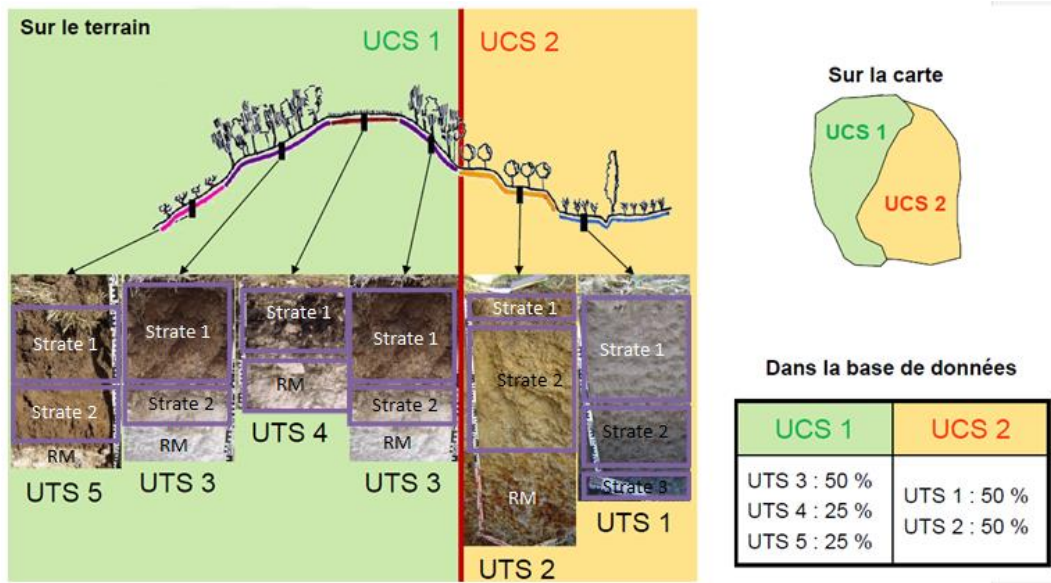 Sur le terrain
UCS 1
UCS 2
Strate 1
Strate 2
RM
UTS 5
Strate 1
Strate 2
RM
UTS 3
Strate 1
RM
UTS 4
Strate 1
Strate 2
RM
UTS 3
Strate 1
Strate 2
RM
UTS 2
Strate 1
Strate 2
Strate 3
UTS 1
Sur la carte
UCS 1
UCS 2
Dans la base de données
UCS 1
UCS 2
UTS 3 : 50 %
UTS 4 : 25 %
UTS 5 : 25 %
UTS 1 : 50 %
UTS 2 : 50 %